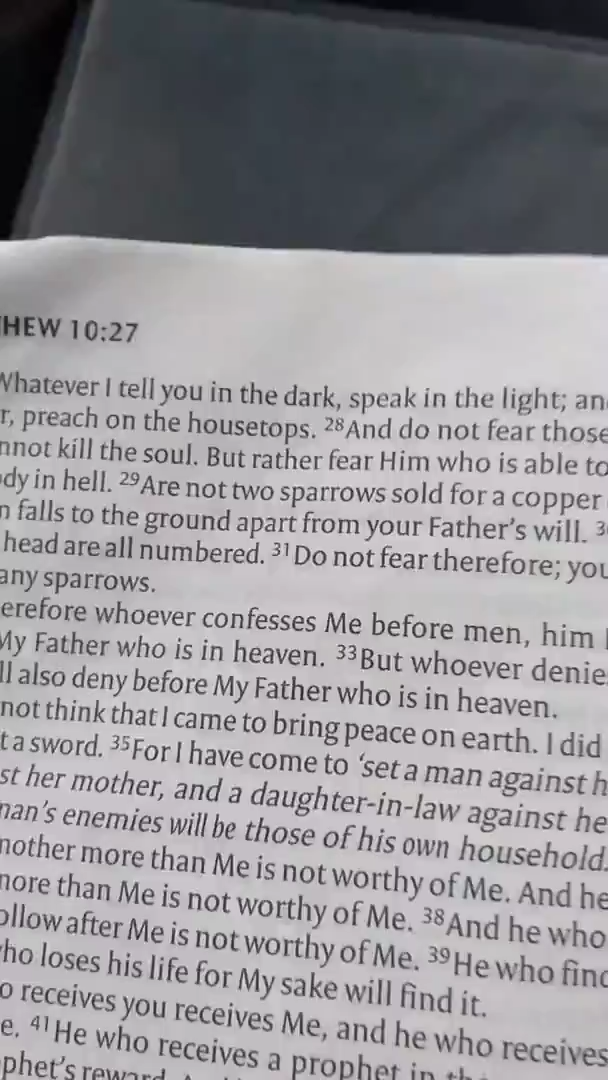 HEW 10:27
Whatever I tell you in the dark, speak in the light; an
r, preach on the housetops. 28And do not fear those
nnot kill the soul. But rather fear Him who is able to
dy in hell. 29Are not two sparrows sold for a copper
n falls to the ground apart from your Father's will. 3
head are all numbered. 31Do not fear therefore; you
any sparrows.
erefore whoever confesses Me before men, him
My Father who is in heaven. 33But whoever denie
ll also deny before My Father who is in heaven.
not think that I came to bring peace on earth. I did
t a sword. 35For I have come to ‘set a man against h
st her mother, and a daughter-in-law against he
man's enemies will be those of his own household.
mother more than Me is not worthy of Me. And he
more than Me is not worthy of Me. 38And he who
ollow after Me is not worthy of Me. 39He who find
who loses his life for My sake will find it.
o receives you receives Me, and he who receives
e. 41He who receives a prophet in th
phet's reward.